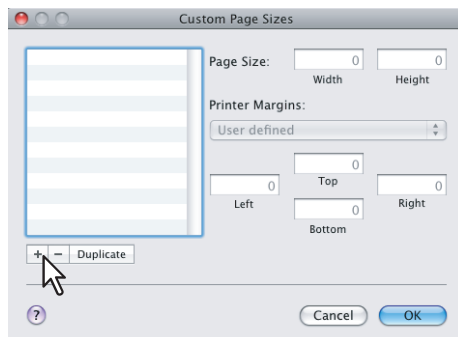 Custom Page Sizes
Page Size: 0 0
Width Height
Printer Margins:
User defined
0
Top
0 0
Left Right
0
Bottom
+ − Duplicate
? Cancel OK